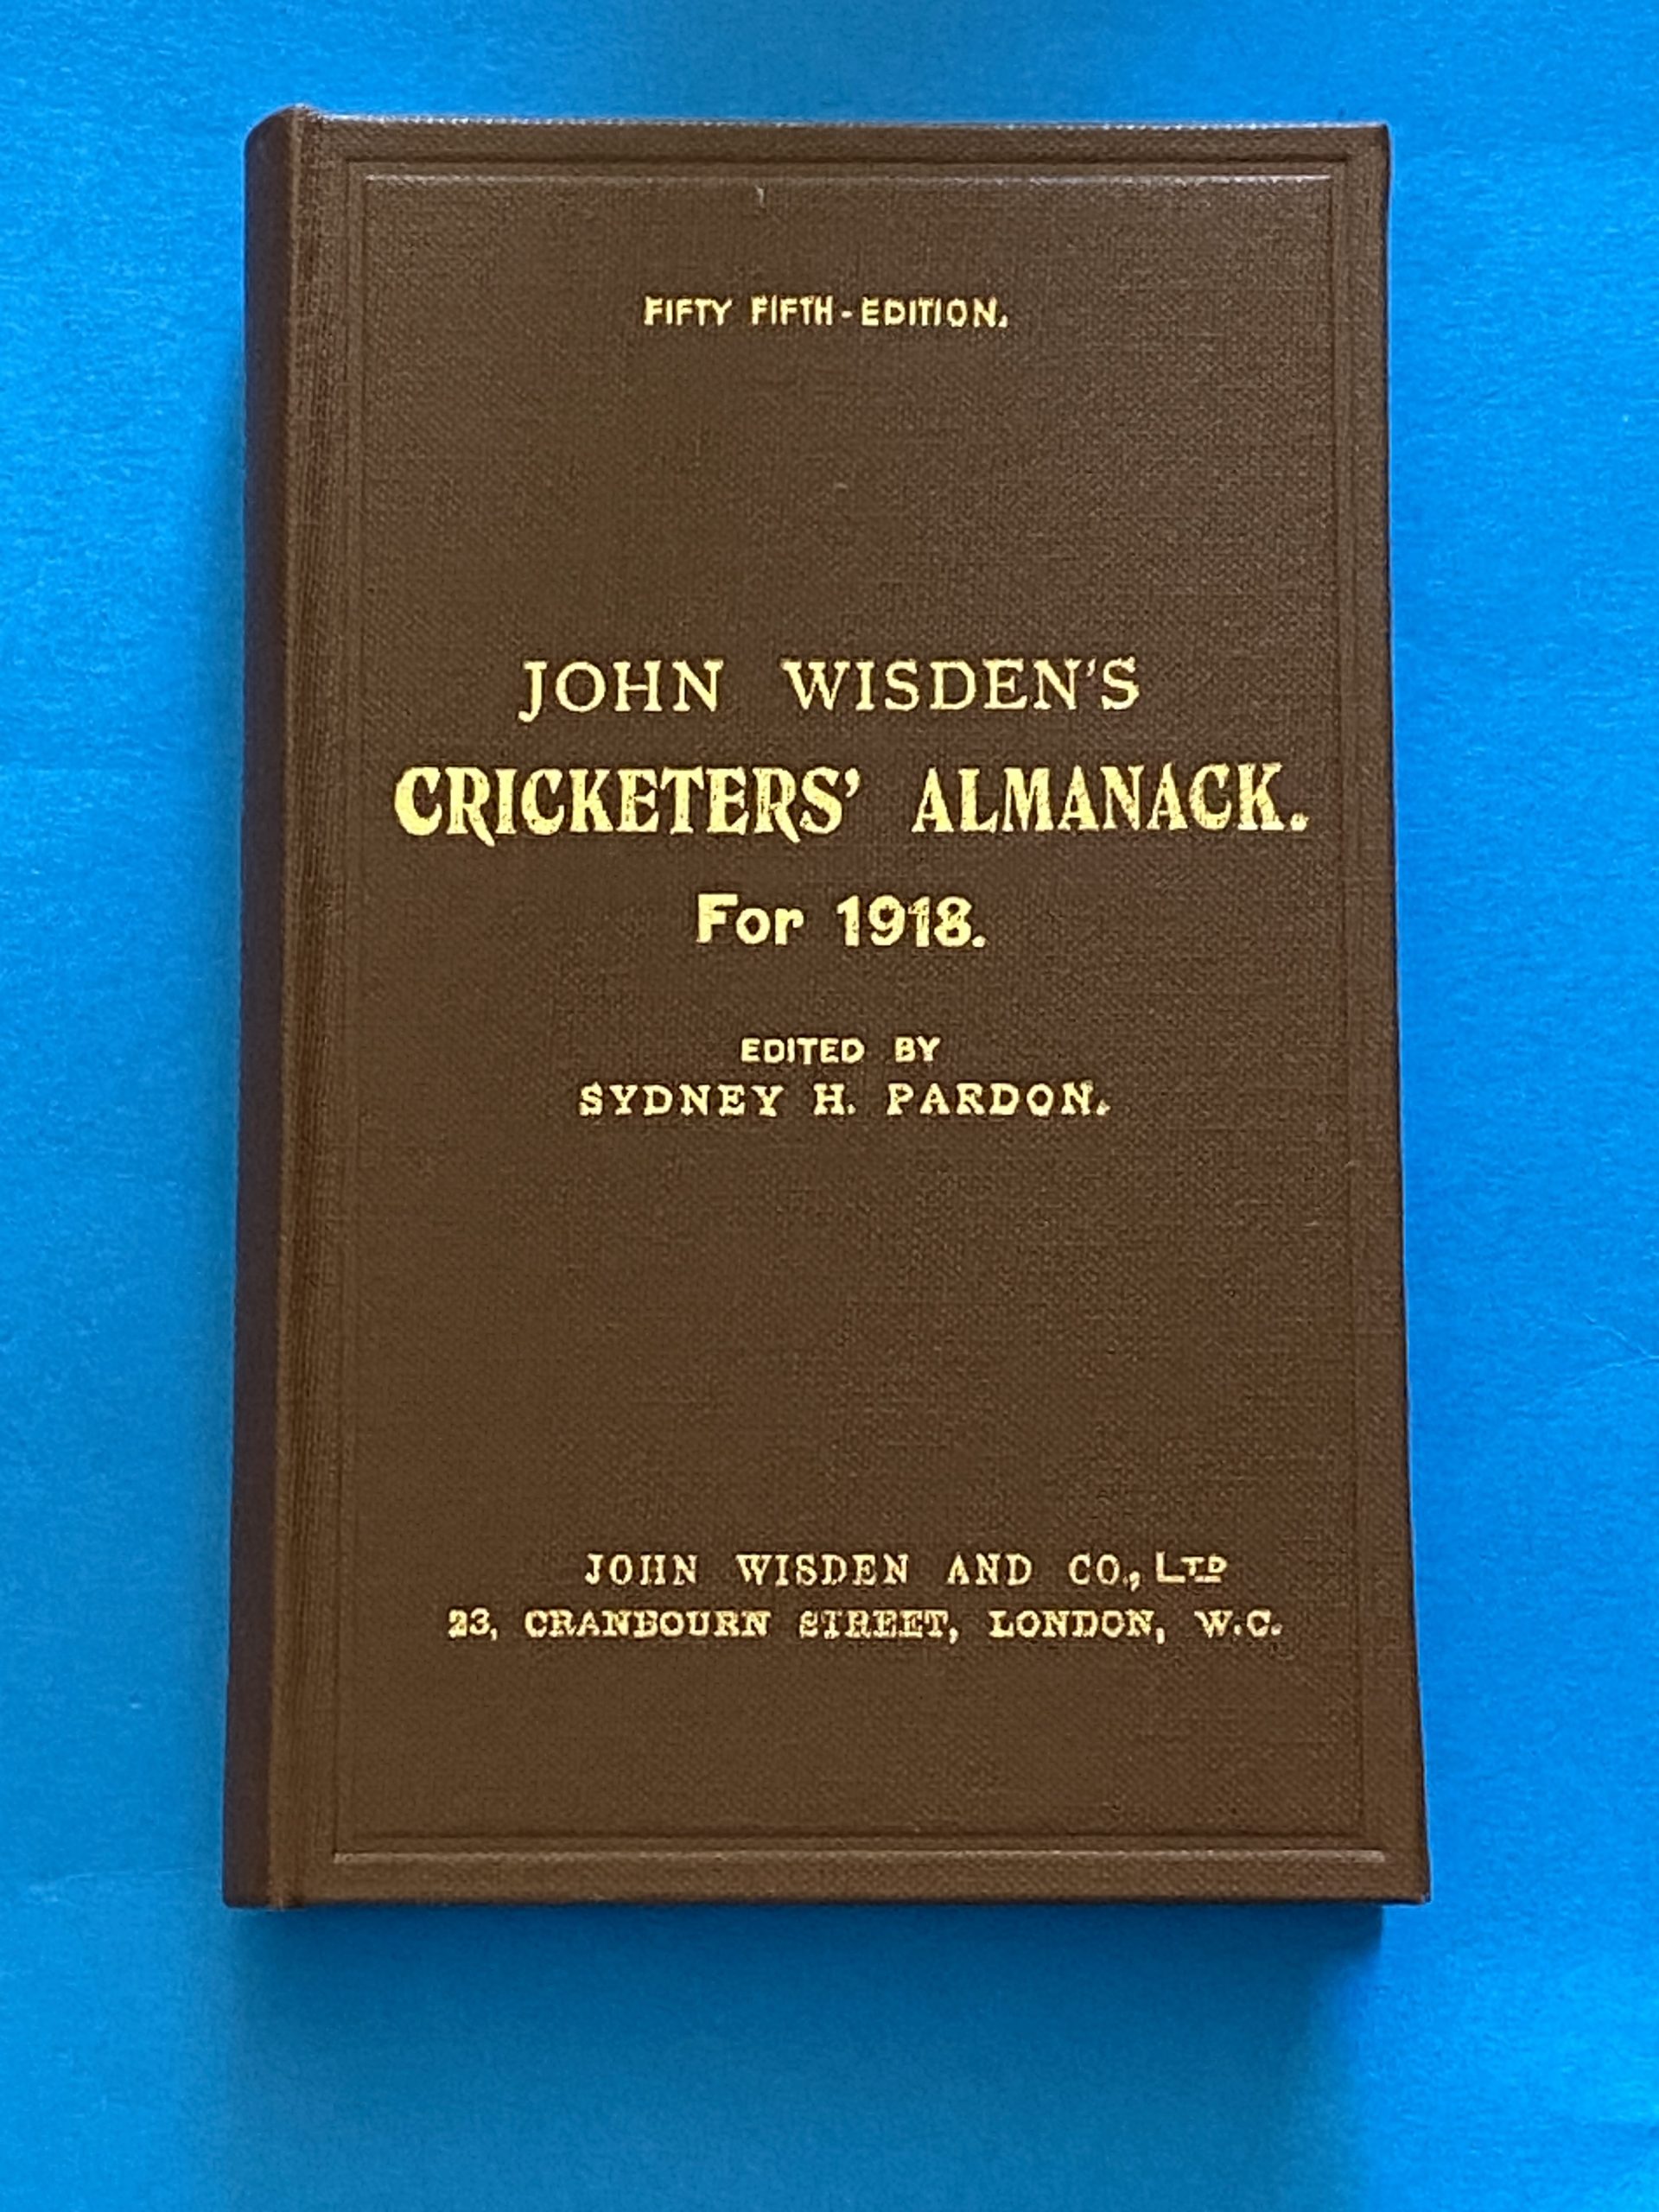 FIFTY FIFTH-EDITION.
JOHN WISDEN'S
CRICKETERS' ALMANACK.
For 1918.
EDITED BY
SYDNEY H. PARDON.
JOHN WISDEN AND CO., LTD
23, CRANBOURN STREET, LONDON, W.C.